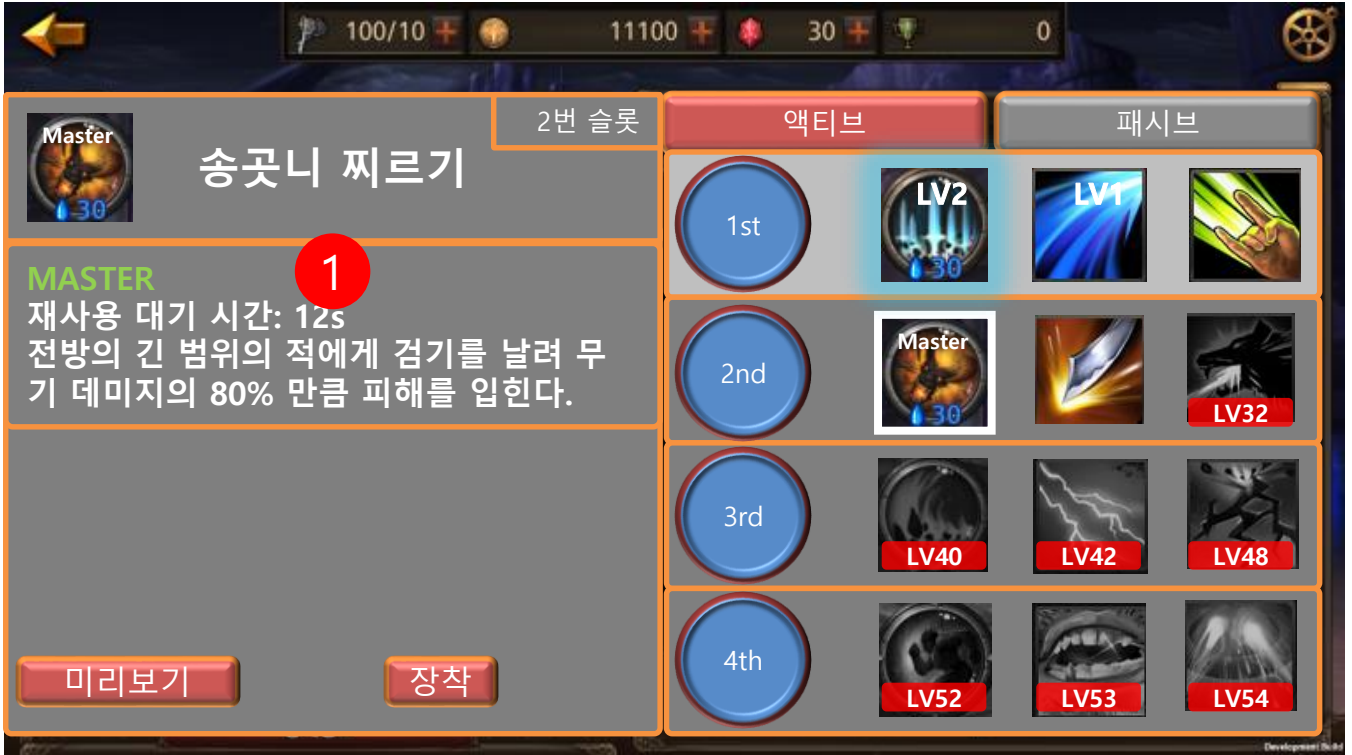 100/10
11100
30
0
Master
30
송곳니 찌르기
2번 슬롯
액티브
패시브
1
MASTER
재사용 대기 시간: 12s
전방의 긴 범위의 적에게 검기를 날려 무
기 데미지의 80% 만큼 피해를 입힌다.
미리보기
장착
1st
LV2
30
LV1
2nd
Master
30
LV32
3rd
LV40
LV42
LV48
4th
LV52
LV53
LV54
Development Build